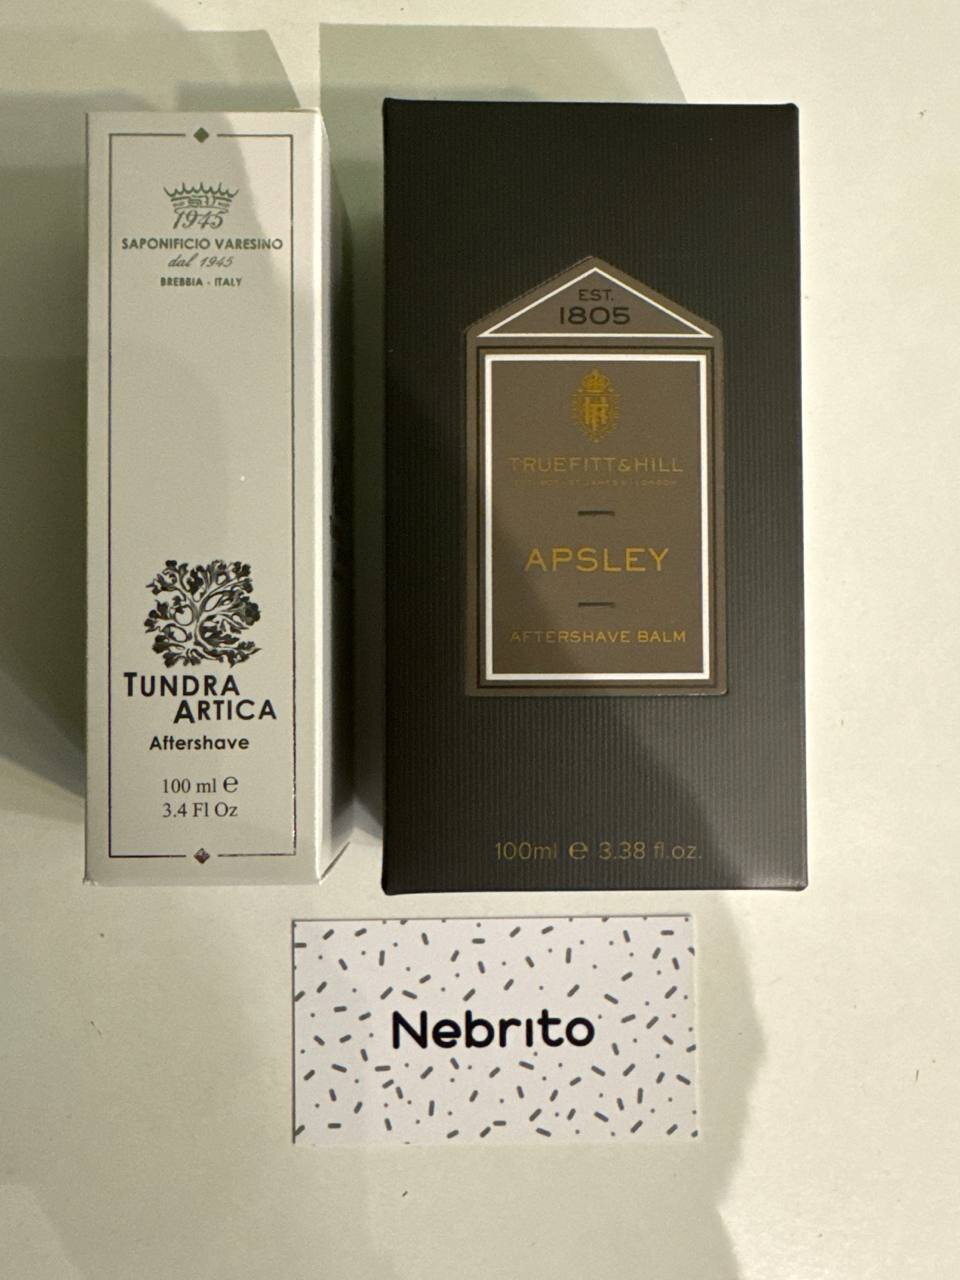 1945
SAPONIFICIO VARESINO
dal 1945
BREBBIA - ITALY
TUNDRA
ARTICA
Aftershave
100 ml ℮
3.4 Fl Oz
EST.
1805
TRUEFITT&HILL
APSLEY
AFTERSHAVE BALM
100ml ℮ 3.38 fl.oz.
Nebrito